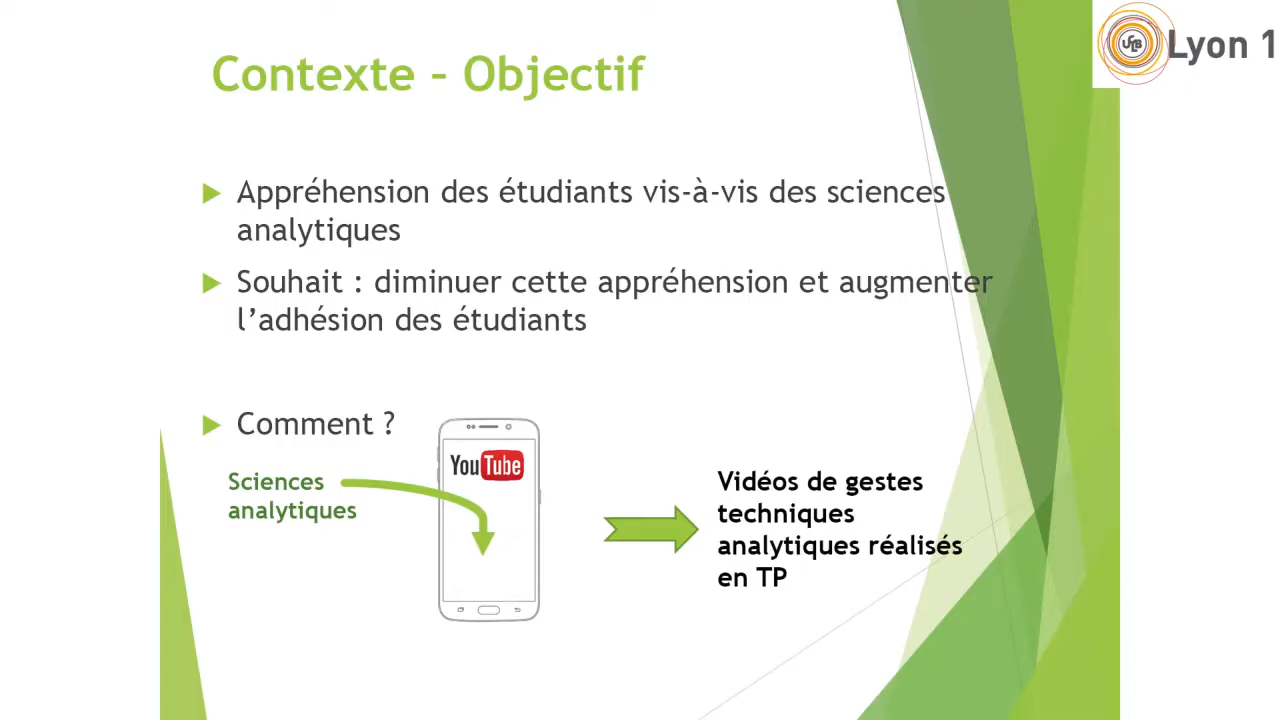 Lyon 1
Contexte – Objectif
Appréhension des étudiants vis-à-vis des sciences
analytiques
Souhait : diminuer cette appréhension et augmenter
l’adhésion des étudiants
Comment ?
YouTube
Sciences
analytiques
Vidéos de gestes
techniques
analytiques réalisés
en TP